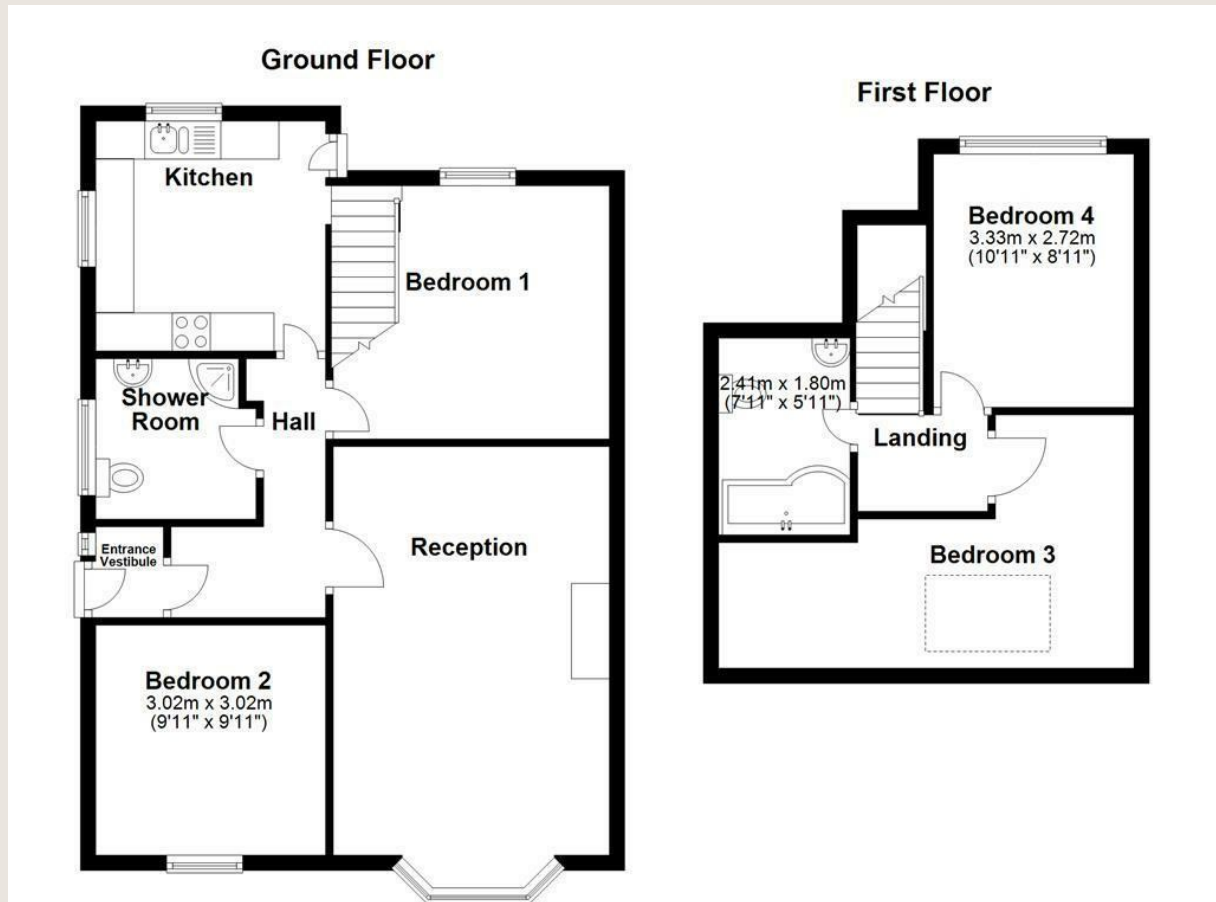 Ground Floor
Kitchen
Bedroom 1
Shower
Room
Hall
Entrance
Vestibule
Reception
Bedroom 2
3.02m x 3.02m
(9'11" x 9'11")
First Floor
Bedroom 4
3.33m x 2.72m
(10'11" x 8'11")
2.41m x 1.80m
(7'11" x 5'11")
Landing
Bedroom 3